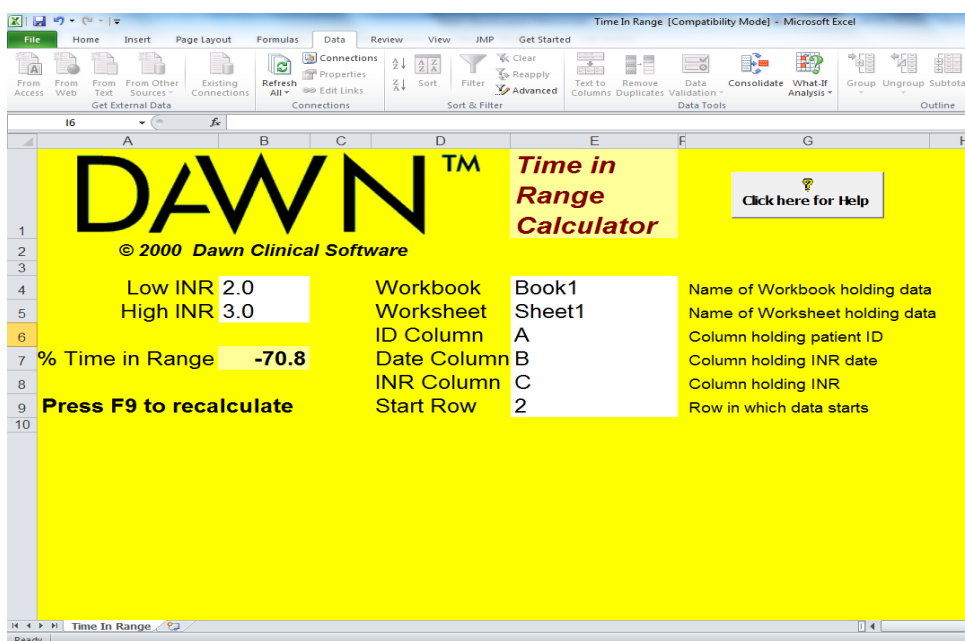 Time In Range [Compatibility Mode] - Microsoft Excel
File Home Insert Page Layout Formulas Data Review View JMP Get Started
From Access
From Web
From Text
From Other Sources
Existing Connections
Get External Data
Refresh All
Connections
Properties
Edit Links
Connections
Sort
Filter
Clear
Reapply
Advanced
Sort & Filter
Text to Columns
Remove Duplicates
Data Validation
Consolidate
What-If Analysis
Data Tools
Group
Ungroup
Subtota
Outline
I6 fx
A B C D E F G H
1 DAWN™ Time in
Range
Calculator
Click here for Help
2 © 2000 Dawn Clinical Software
3
4 Low INR 2.0 Workbook Book1 Name of Workbook holding data
5 High INR 3.0 Worksheet Sheet1 Name of Worksheet holding data
6 ID Column A Column holding patient ID
7 % Time in Range -70.8 Date Column B Column holding INR date
8 INR Column C Column holding INR
9 Press F9 to recalculate Start Row 2 Row in which data starts
10
Time In Range
Ready